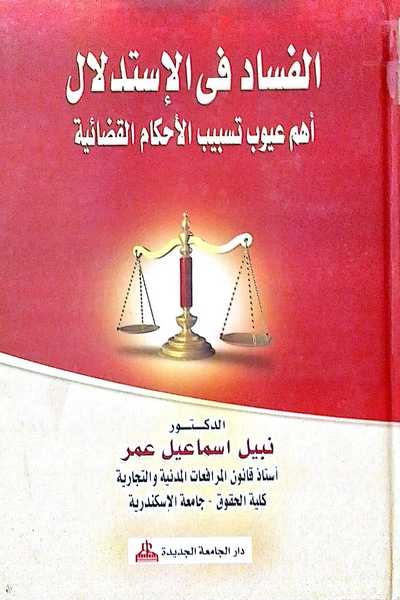 الفساد فى الإستدلال
أهم عيوب تسبيب الأحكام القضائية
الدكتور
نبيل اسماعيل عمر
أستاذ قانون المرافعات المدنية والتجارية
كلية الحقوق - جامعة الإسكندرية
دار الجامعة الجديدة